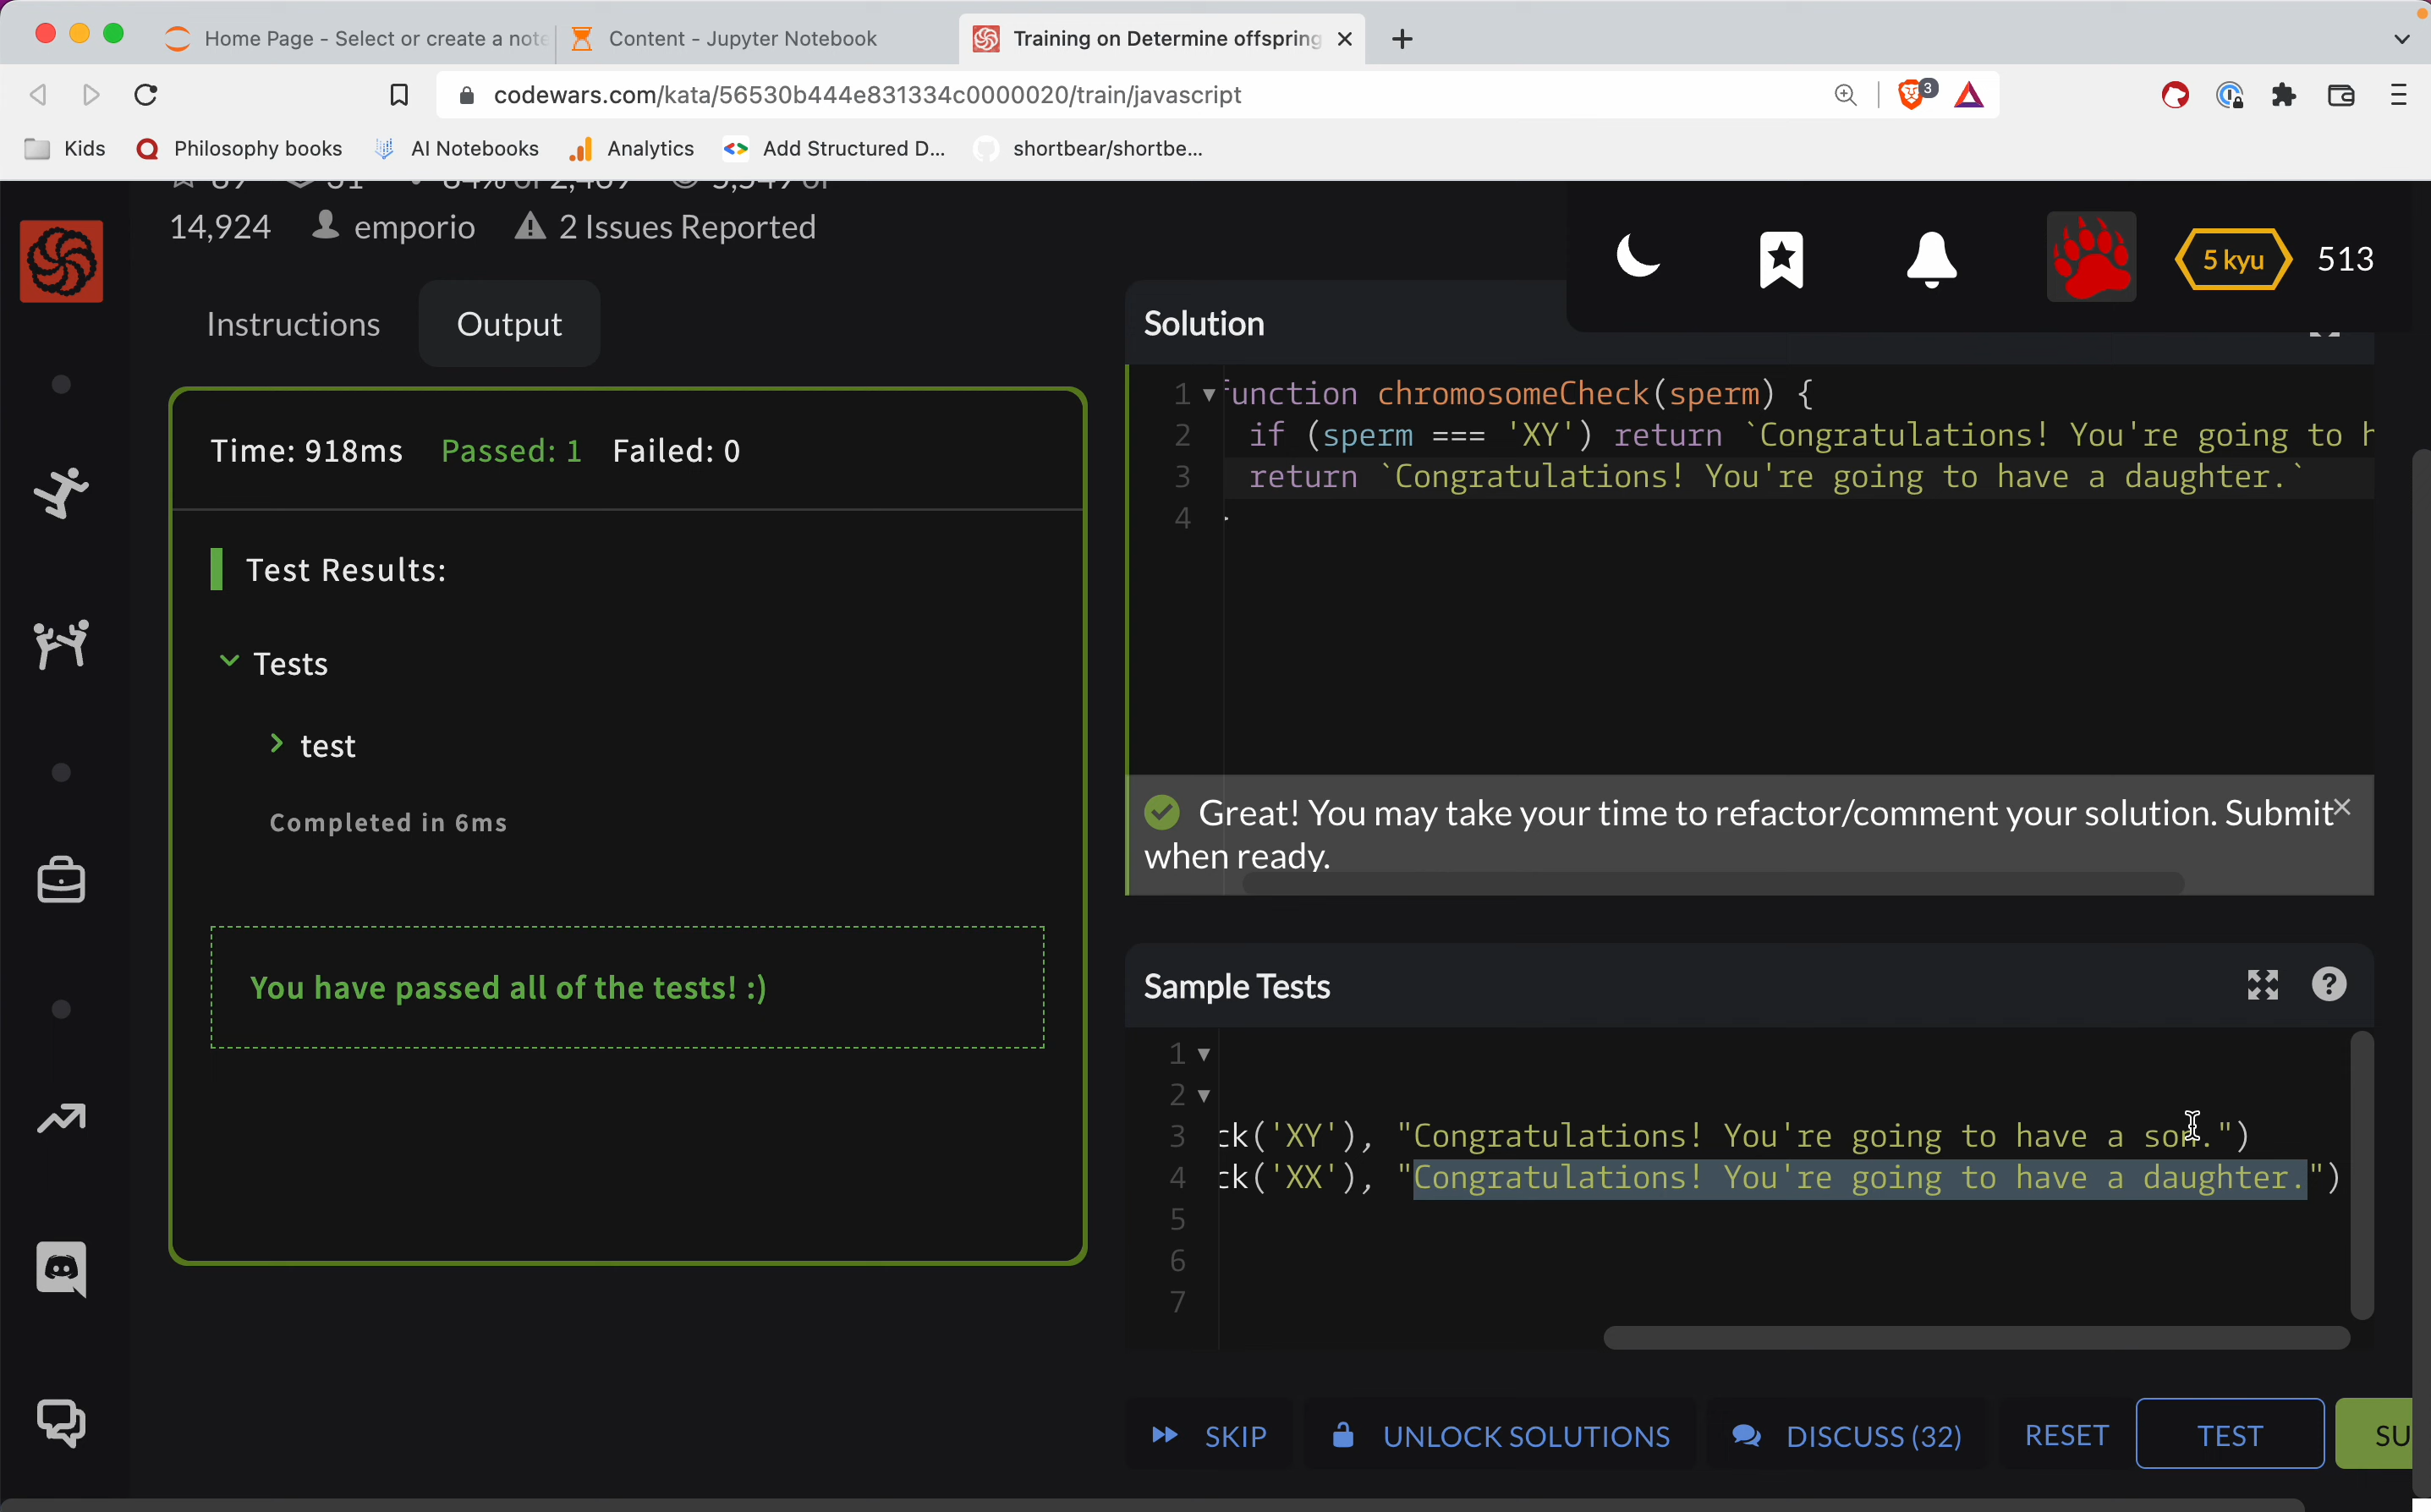 Home Page - Select or create a note
Content - Jupyter Notebook
Training on Determine offspring
codewars.com/kata/56530b444e831334c0000020/train/javascript
3
Kids
Philosophy books
AI Notebooks
Analytics
Add Structured D...
shortbear/shortbe...
14,924 emporio 2 Issues Reported
5 kyu 513
Instructions
Output
Time: 918ms Passed: 1 Failed: 0
Test Results:
Tests
test
Completed in 6ms
You have passed all of the tests! :)
Solution
1 function chromosomeCheck(sperm) {
2 if (sperm === 'XY') return `Congratulations! You're going to h
3 return `Congratulations! You're going to have a daughter.`
4
Great! You may take your time to refactor/comment your solution. Submit
when ready.
Sample Tests
1
2
3 ck('XY'), "Congratulations! You're going to have a son.")
4 ck('XX'), "Congratulations! You're going to have a daughter.")
5
6
7
SKIP
UNLOCK SOLUTIONS
DISCUSS (32)
RESET
TEST
SU